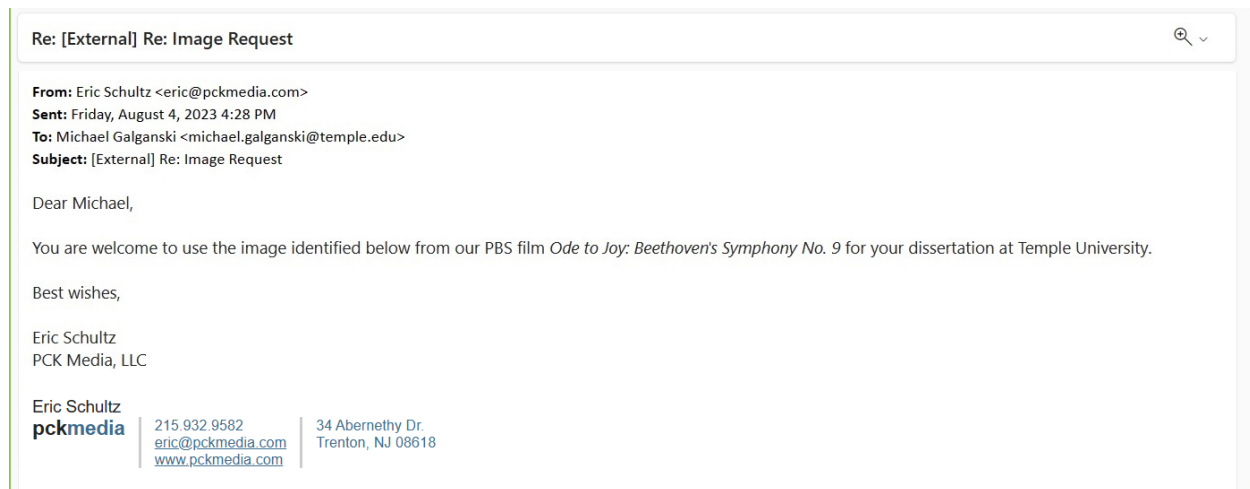 Re: [External] Re: Image Request
From: Eric Schultz <eric@pckmedia.com>
Sent: Friday, August 4, 2023 4:28 PM
To: Michael Galganski <michael.galganski@temple.edu>
Subject: [External] Re: Image Request
Dear Michael,
You are welcome to use the image identified below from our PBS film Ode to Joy: Beethoven's Symphony No. 9 for your dissertation at Temple University.
Best wishes,
Eric Schultz
PCK Media, LLC
Eric Schultz
pckmedia
215.932.9582
eric@pckmedia.com
www.pckmedia.com
34 Abernethy Dr.
Trenton, NJ 08618